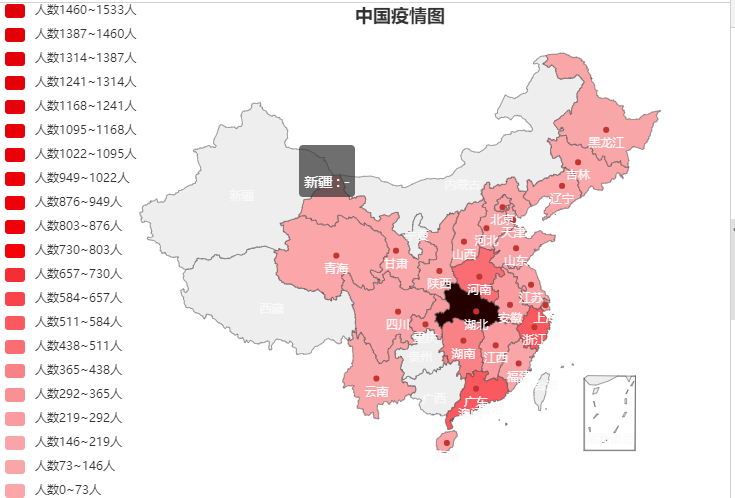 中国疫情图
人数1460~1533人
人数1387~1460人
人数1314~1387人
人数1241~1314人
人数1168~1241人
人数1095~1168人
人数1022~1095人
人数949~1022人
人数876~949人
人数803~876人
人数730~803人
人数657~730人
人数584~657人
人数511~584人
人数438~511人
人数365~438人
人数292~365人
人数219~292人
人数146~219人
人数73~146人
人数0~73人
黑龙江
吉林
辽宁
新疆 : -
新疆
内蒙古
北京
天津
河北
山西
山东
青海
甘肃
陕西
河南
西藏
四川
湖北
安徽
江苏
上海
浙江
湖南
江西
贵州
福建
云南
广西
广东